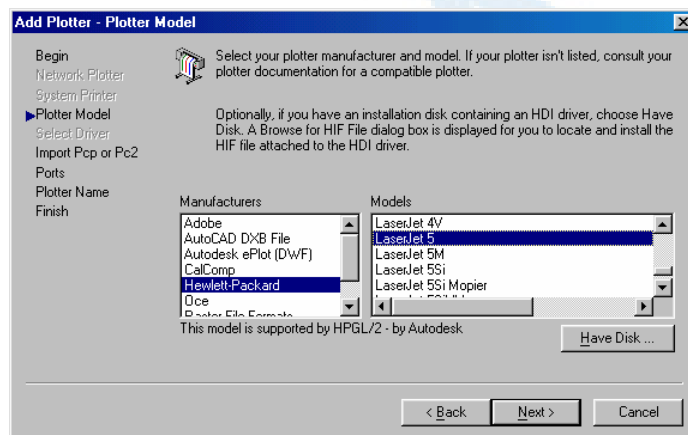 Add Plotter - Plotter Model
Begin
Network Plotter
System Printer
Plotter Model
Select Driver
Import Pcp or Pc2
Ports
Plotter Name
Finish
Select your plotter manufacturer and model. If your plotter isn't listed, consult your
plotter documentation for a compatible plotter.
Optionally, if you have an installation disk containing an HDI driver, choose Have
Disk. A Browse for HIF File dialog box is displayed for you to locate and install the
HIF file attached to the HDI driver.
Manufacturers
Adobe
AutoCAD DXB File
Autodesk ePlot (DWF)
CalComp
Hewlett-Packard
Oce
Raster File Formats
Models
LaserJet 4V
LaserJet 5
LaserJet 5M
LaserJet 5Si
LaserJet 5Si Mopier
This model is supported by HPGL/2 - by Autodesk
Have Disk ...
< Back
Next >
Cancel